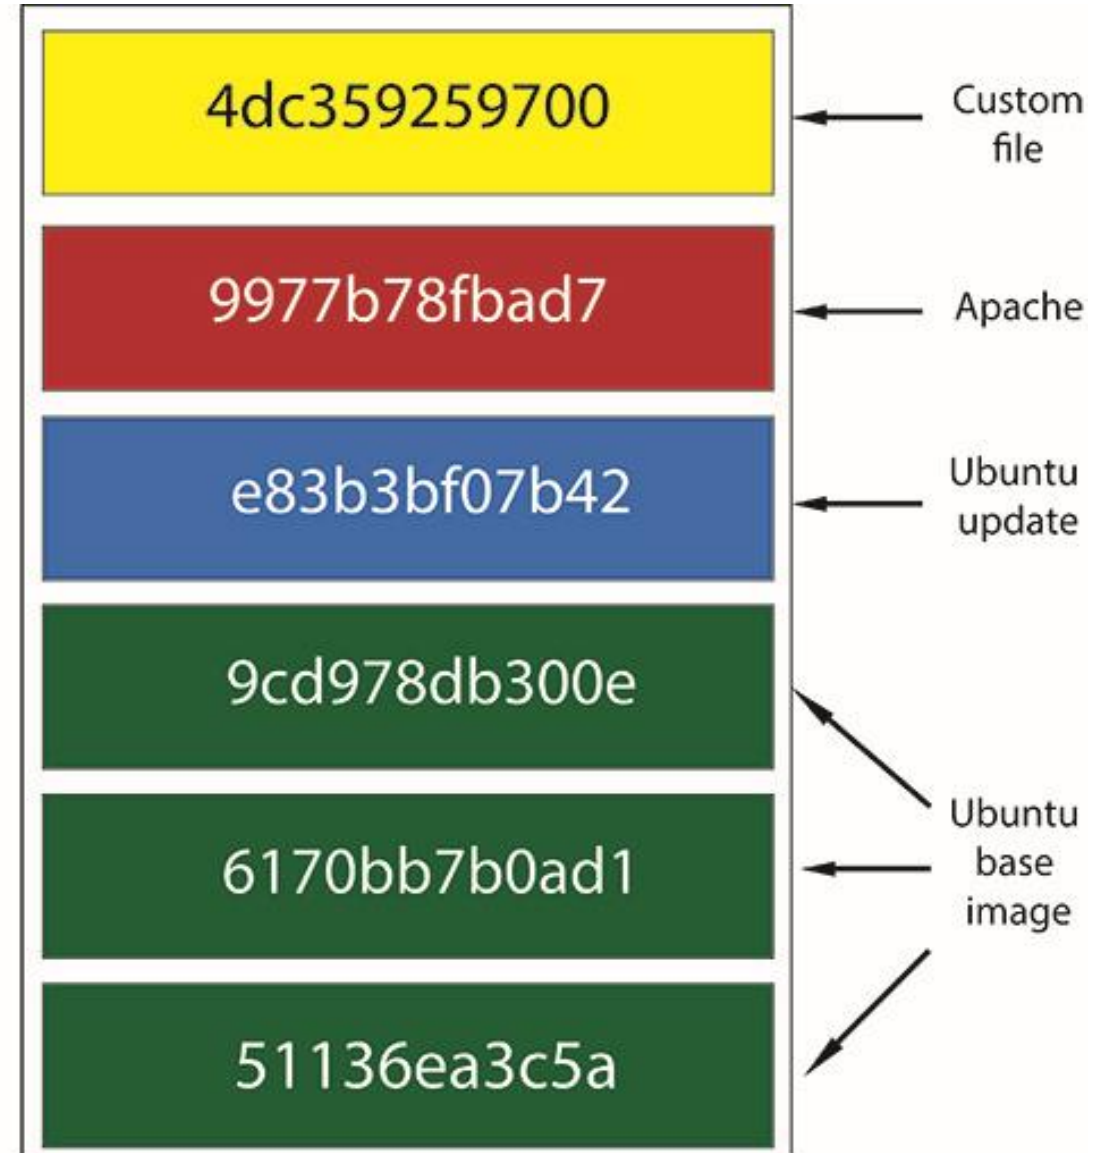 4dc359259700
Custom
file
9977b78fbad7
Apache
e83b3bf07b42
Ubuntu
update
9cd978db300e
6170bb7b0ad1
Ubuntu
base
image
51136ea3c5a